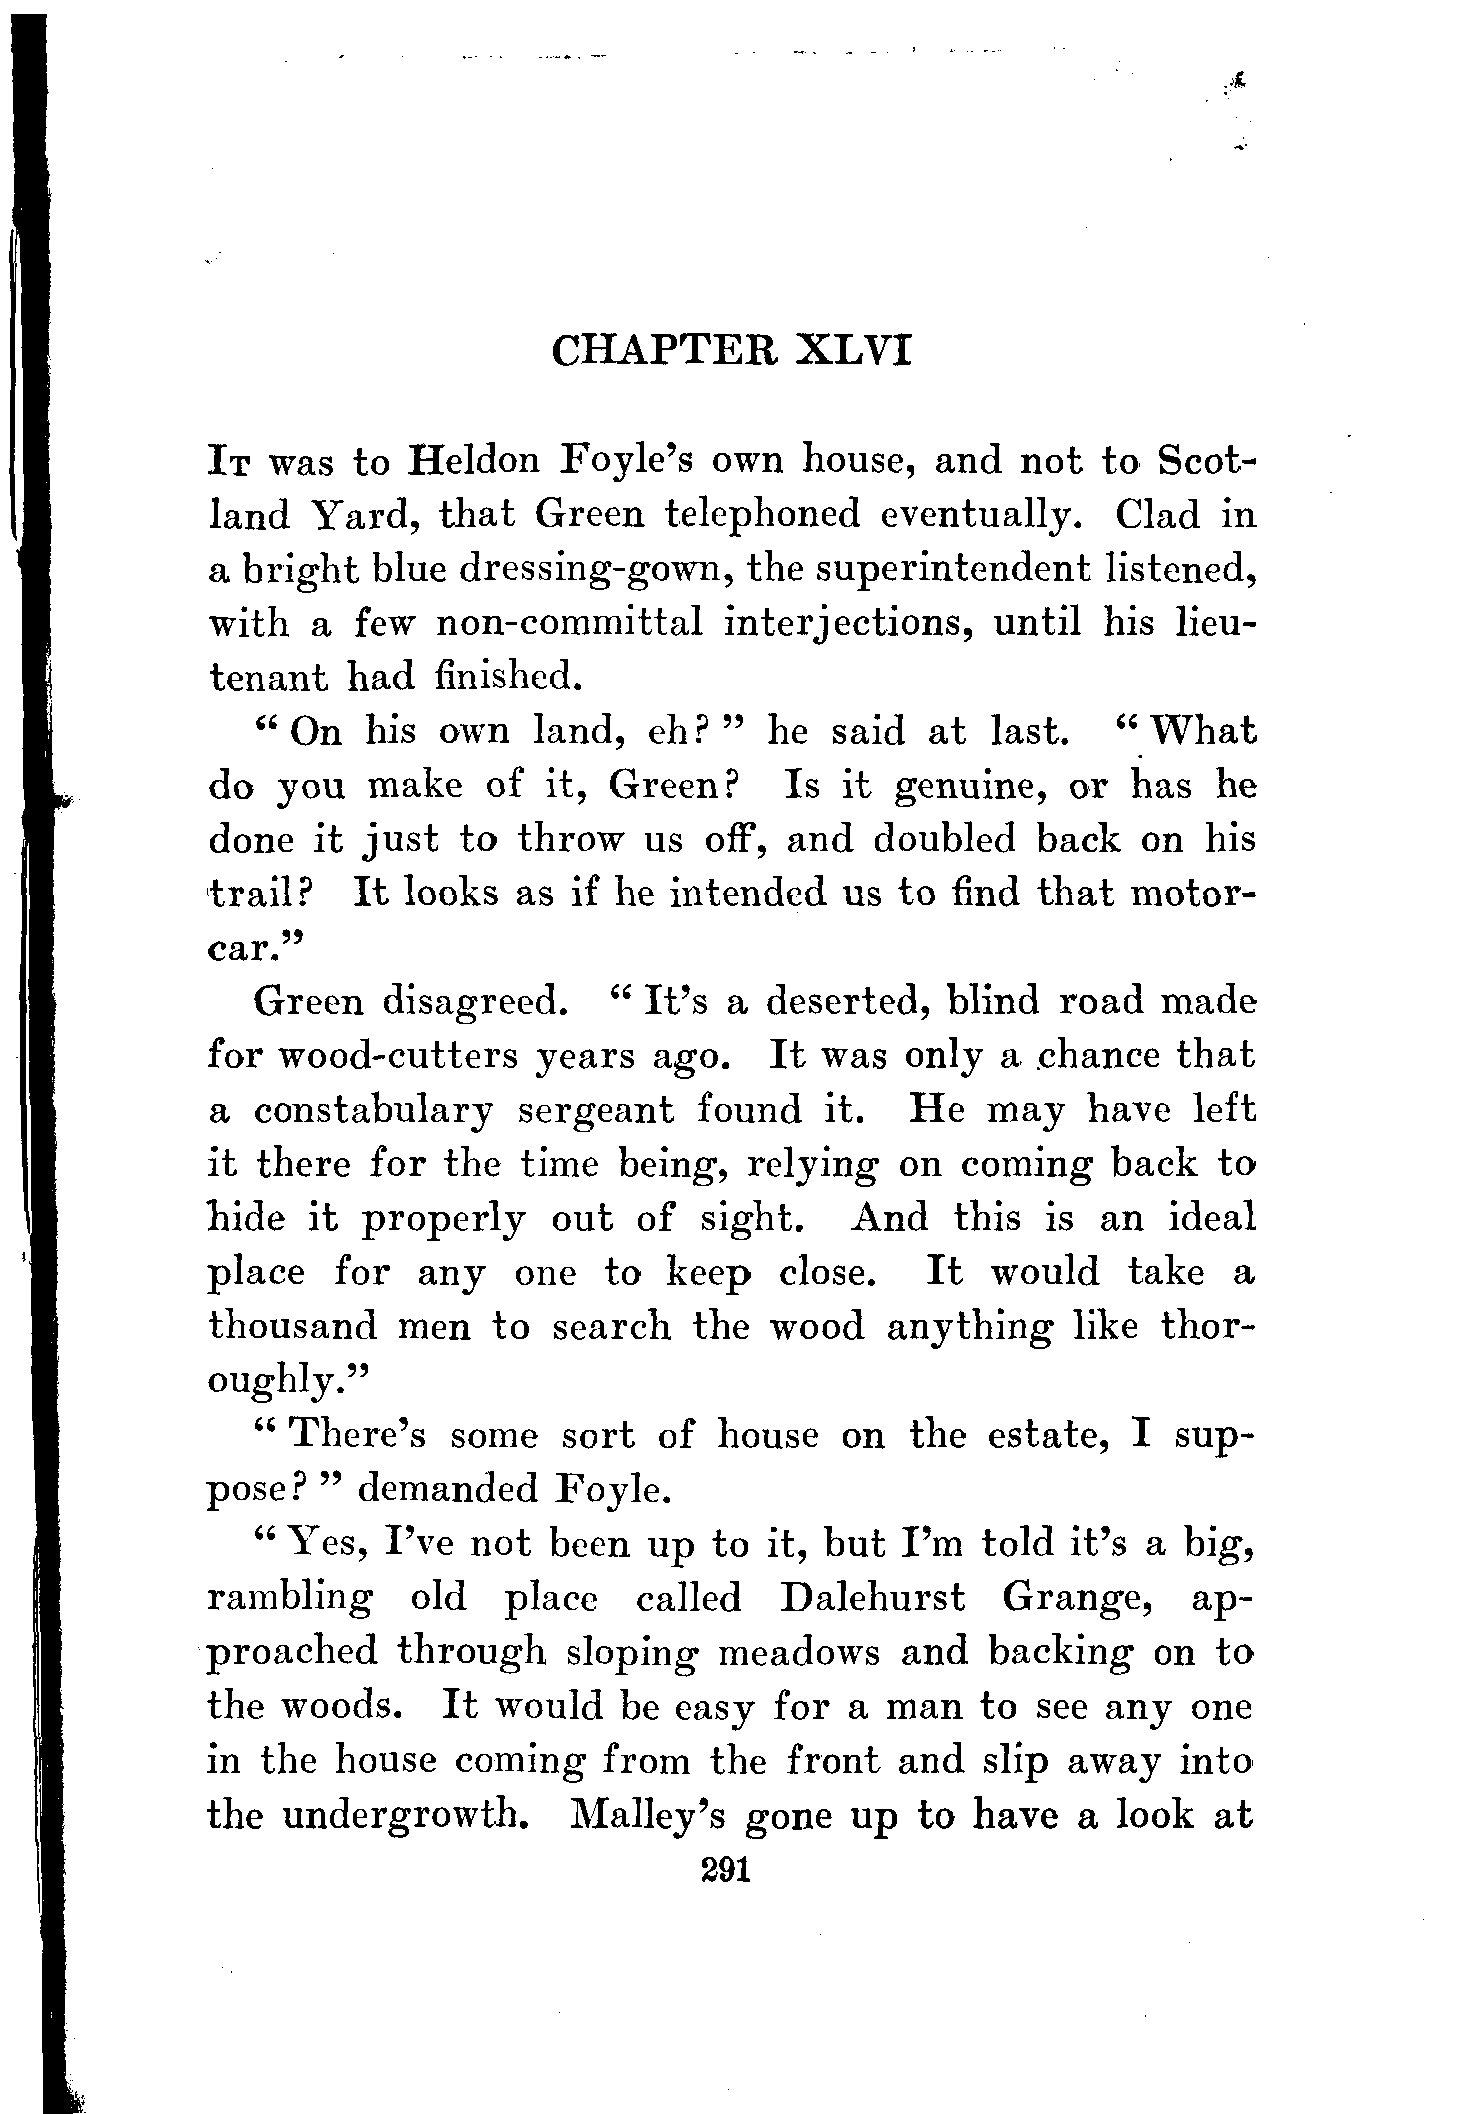 CHAPTER XLVI
IT was to Heldon Foyle's own house, and not to Scot-
land Yard, that Green telephoned eventually. Clad in
a bright blue dressing-gown, the superintendent listened,
with a few non-committal interjections, until his lieu-
tenant had finished.
“ On his own land, eh? ” he said at last. “ What
do you make of it, Green? Is it genuine, or has he
done it just to throw us off, and doubled back on his
trail? It looks as if he intended us to find that motor-
car.”
Green disagreed. “ It's a deserted, blind road made
for wood-cutters years ago. It was only a chance that
a constabulary sergeant found it. He may have left
it there for the time being, relying on coming back to
hide it properly out of sight. And this is an ideal
place for any one to keep close. It would take a
thousand men to search the wood anything like thor-
oughly.”
“ There's some sort of house on the estate, I sup-
pose? ” demanded Foyle.
“ Yes, I've not been up to it, but I'm told it's a big,
rambling old place called Dalehurst Grange, ap-
proached through sloping meadows and backing on to
the woods. It would be easy for a man to see any one
in the house coming from the front and slip away into
the undergrowth. Malley's gone up to have a look at
291